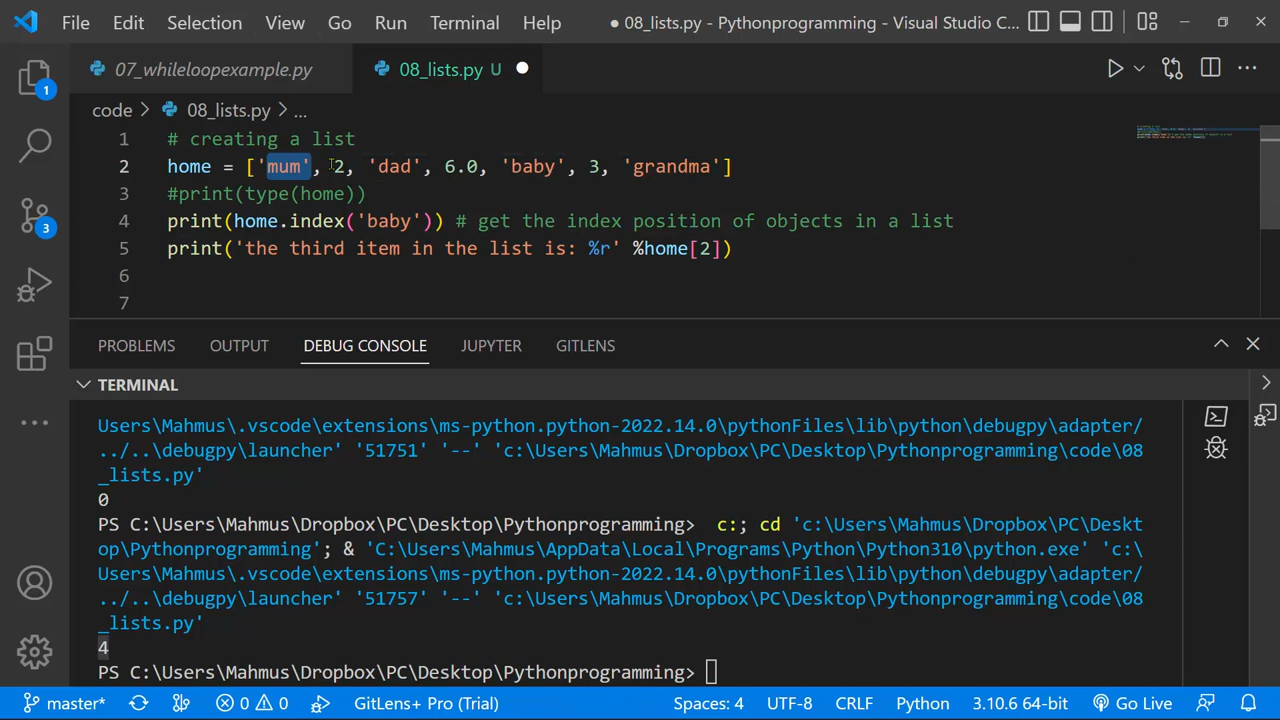 File Edit Selection View Go Run Terminal Help ● 08_lists.py - Pythonprogramming - Visual Studio C...
07_whileloopexample.py 08_lists.py U
code > 08_lists.py > ...
1 # creating a list
2 home = ['mum', 2, 'dad', 6.0, 'baby', 3, 'grandma']
3 #print(type(home))
4 print(home.index('baby')) # get the index position of objects in a list
5 print('the third item in the list is: %r' %home[2])
6
7
1
3
PROBLEMS OUTPUT DEBUG CONSOLE JUPYTER GITLENS
TERMINAL
Users\Mahmus\.vscode\extensions\ms-python.python-2022.14.0\pythonFiles\lib\python\debugpy\adapter/
../..\debugpy\launcher' '51751' '--' 'c:\Users\Mahmus\Dropbox\PC\Desktop\Pythonprogramming\code\08
_lists.py'
0
PS C:\Users\Mahmus\Dropbox\PC\Desktop\Pythonprogramming> c:; cd 'c:\Users\Mahmus\Dropbox\PC\Deskt
op\Pythonprogramming'; & 'C:\Users\Mahmus\AppData\Local\Programs\Python\Python310\python.exe' 'c:\
Users\Mahmus\.vscode\extensions\ms-python.python-2022.14.0\pythonFiles\lib\python\debugpy\adapter/
../..\debugpy\launcher' '51757' '--' 'c:\Users\Mahmus\Dropbox\PC\Desktop\Pythonprogramming\code\08
_lists.py'
4
PS C:\Users\Mahmus\Dropbox\PC\Desktop\Pythonprogramming>
master* 0 0 GitLens+ Pro (Trial) Spaces: 4 UTF-8 CRLF Python 3.10.6 64-bit Go Live